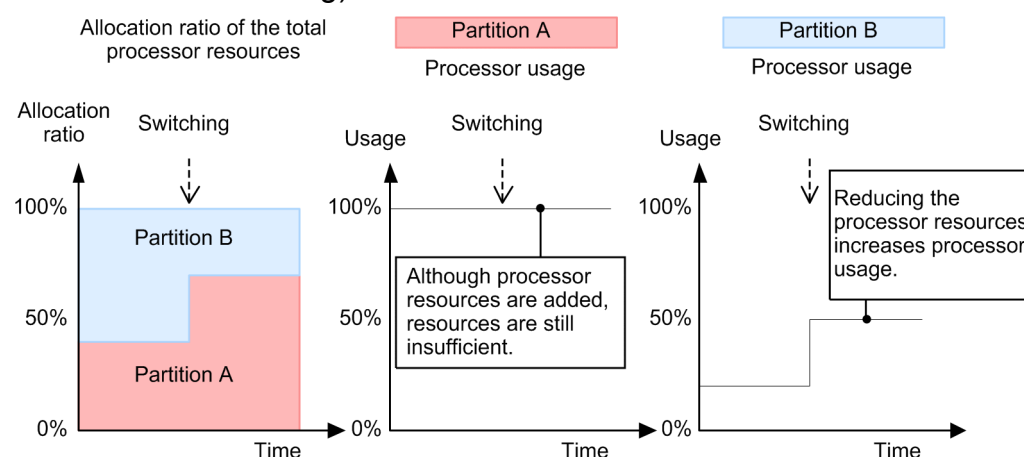 Allocation ratio of the total
processor resources
Allocation
ratio
Switching
100%
50%
0%
Partition B
Partition A
Time
Partition A
Processor usage
Usage
Switching
100%
50%
0%
Although processor
resources are added,
resources are still
insufficient.
Time
Partition B
Processor usage
Usage
Switching
100%
50%
0%
Reducing the
processor resources
increases processor
usage.
Time